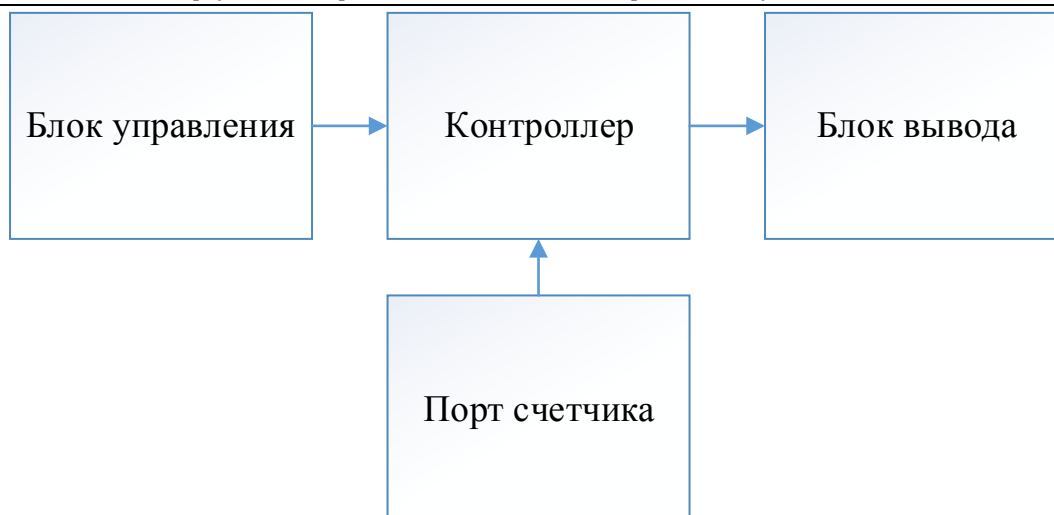 Блок управления
Контроллер
Блок вывода
Порт счетчика